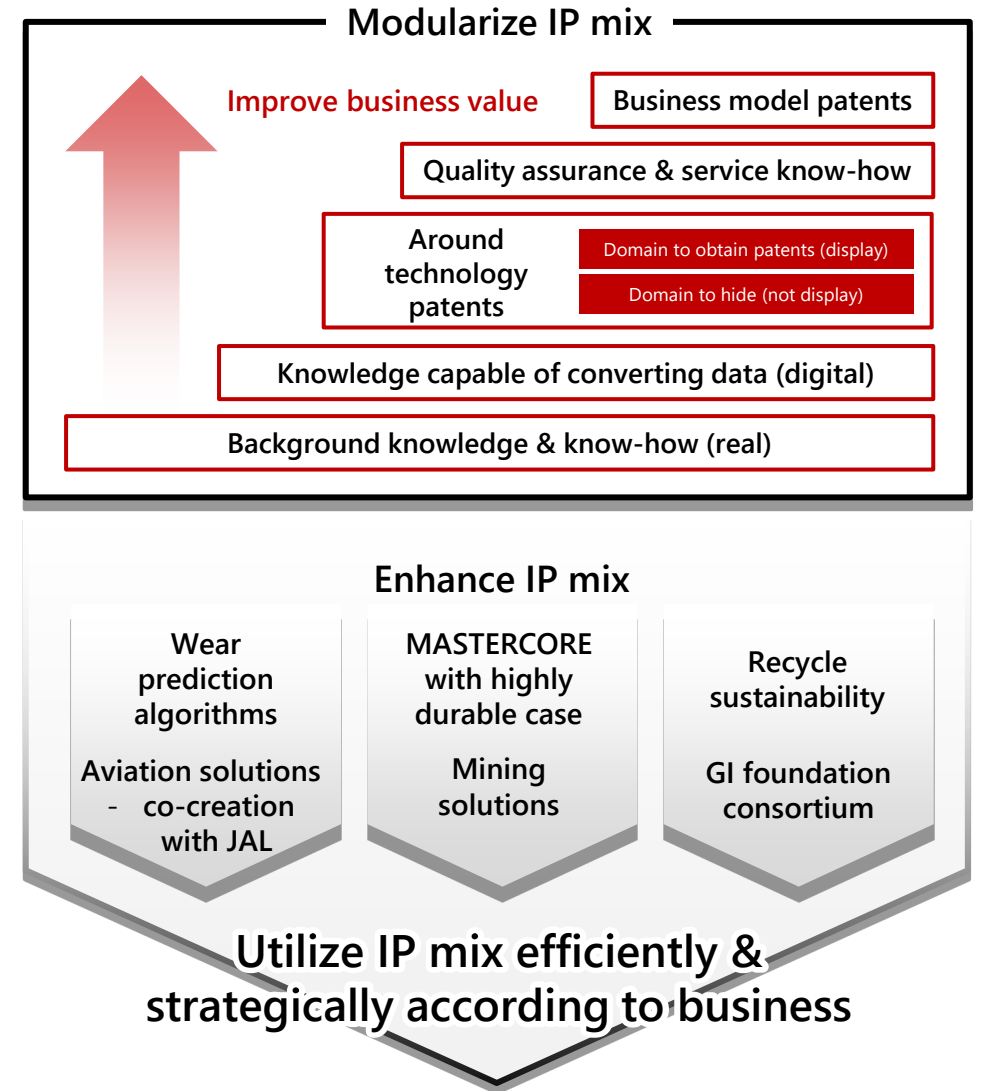 Modularize IP mix
Improve business value
Business model patents
Quality assurance & service know-how
Around
technology
patents
Domain to obtain patents (display)
Domain to hide (not display)
Knowledge capable of converting data (digital)
Background knowledge & know-how (real)
Enhance IP mix
Wear
prediction
algorithms
Aviation solutions
- co-creation
with JAL
MASTERCORE
with highly
durable case
Mining
solutions
Recycle
sustainability
GI foundation
consortium
Utilize IP mix efficiently &
strategically according to business